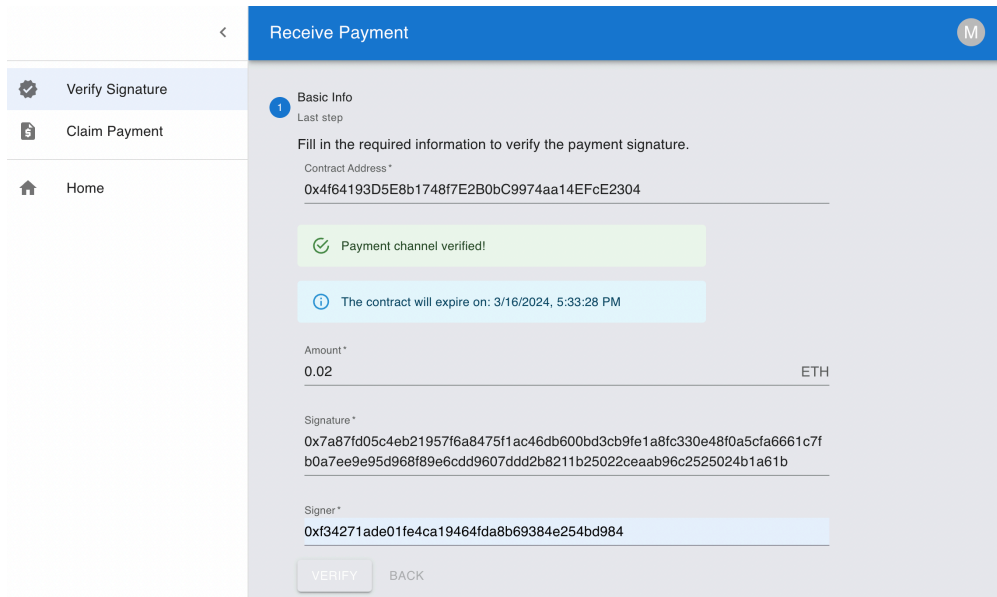 Receive Payment
M
Verify Signature
Claim Payment
Home
1
Basic Info
Last step
Fill in the required information to verify the payment signature.
Contract Address *
0x4f64193D5E8b1748f7E2B0bC9974aa14EFcE2304
Payment channel verified!
The contract will expire on: 3/16/2024, 5:33:28 PM
Amount *
0.02
ETH
Signature *
0x7a87fd05c4eb21957f6a8475f1ac46db600bd3cb9fe1a8fc330e48f0a5cfa6661c7f
b0a7ee9e95d968f89e6cdd9607ddd2b8211b25022ceaab96c2525024b1a61b
Signer *
0xf34271ade01fe4ca19464fda8b69384e254bd984
VERIFY
BACK